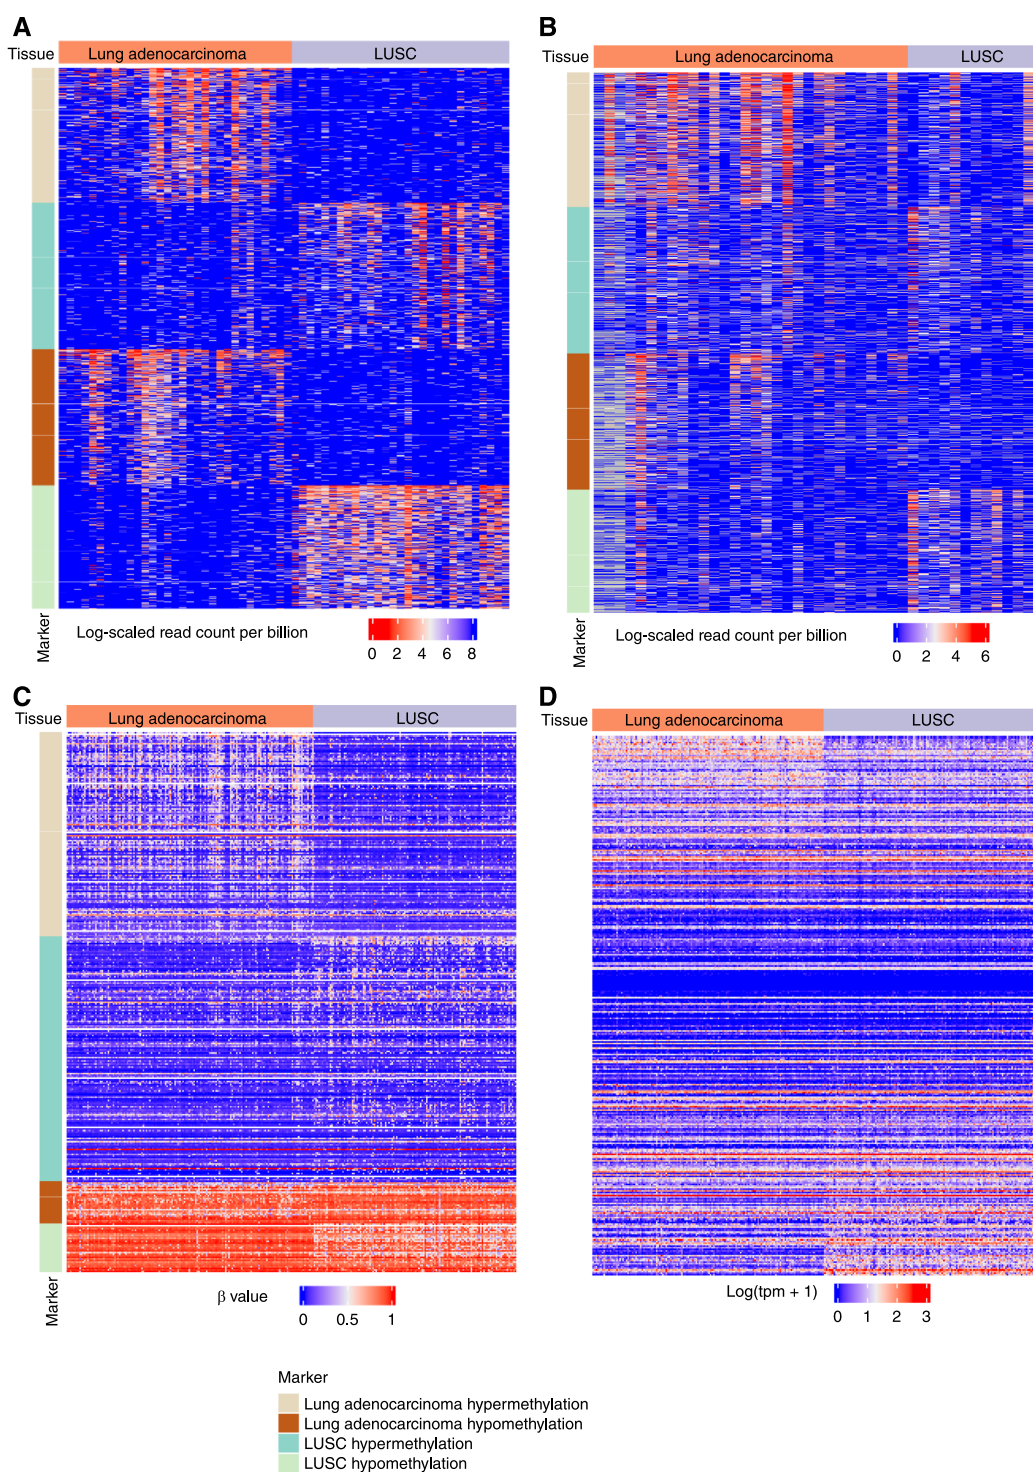 A
Tissue Lung adenocarcinoma LUSC
Marker
Log-scaled read count per billion
0 2 4 6 8
B
Tissue Lung adenocarcinoma LUSC
Marker
Log-scaled read count per billion
0 2 4 6
C
Tissue Lung adenocarcinoma LUSC
Marker
β value
0 0.5 1
D
Tissue Lung adenocarcinoma LUSC
Log(tpm + 1)
0 1 2 3
Marker
Lung adenocarcinoma hypermethylation
Lung adenocarcinoma hypomethylation
LUSC hypermethylation
LUSC hypomethylation